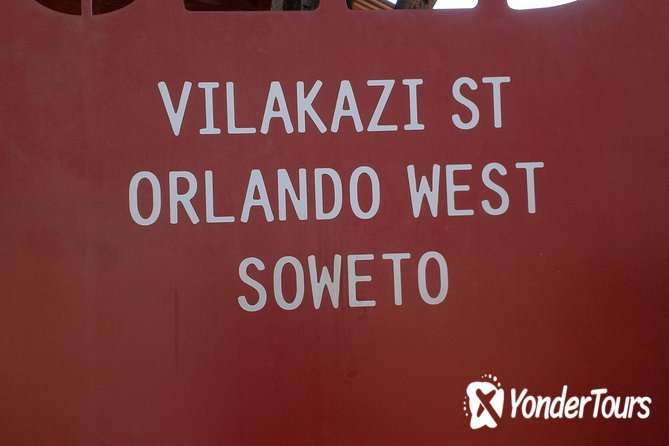 VILAKAZI ST
ORLANDO WEST
SOWETO
YonderTours